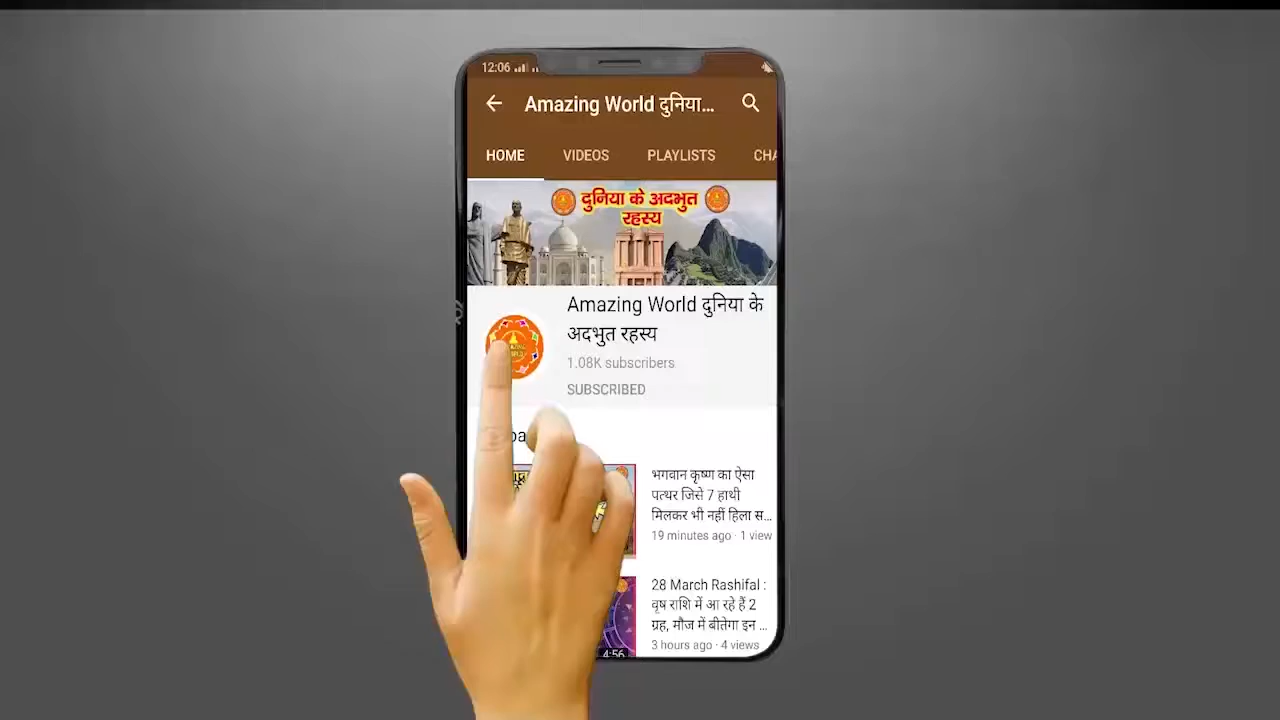 12:06
Amazing World दुनिया...
HOME VIDEOS PLAYLISTS CHA
दुनिया के अदभुत
रहस्य
Amazing World दुनिया के
अदभुत रहस्य
1.08K subscribers
SUBSCRIBED
भगवान कृष्ण का ऐसा
पत्थर जिसे 7 हाथी
मिलकर भी नहीं हिला स...
19 minutes ago · 1 view
28 March Rashifal :
वृष राशि में आ रहे हैं 2
ग्रह, मौज में बीतेगा इन ...
3 hours ago · 4 views
4:56